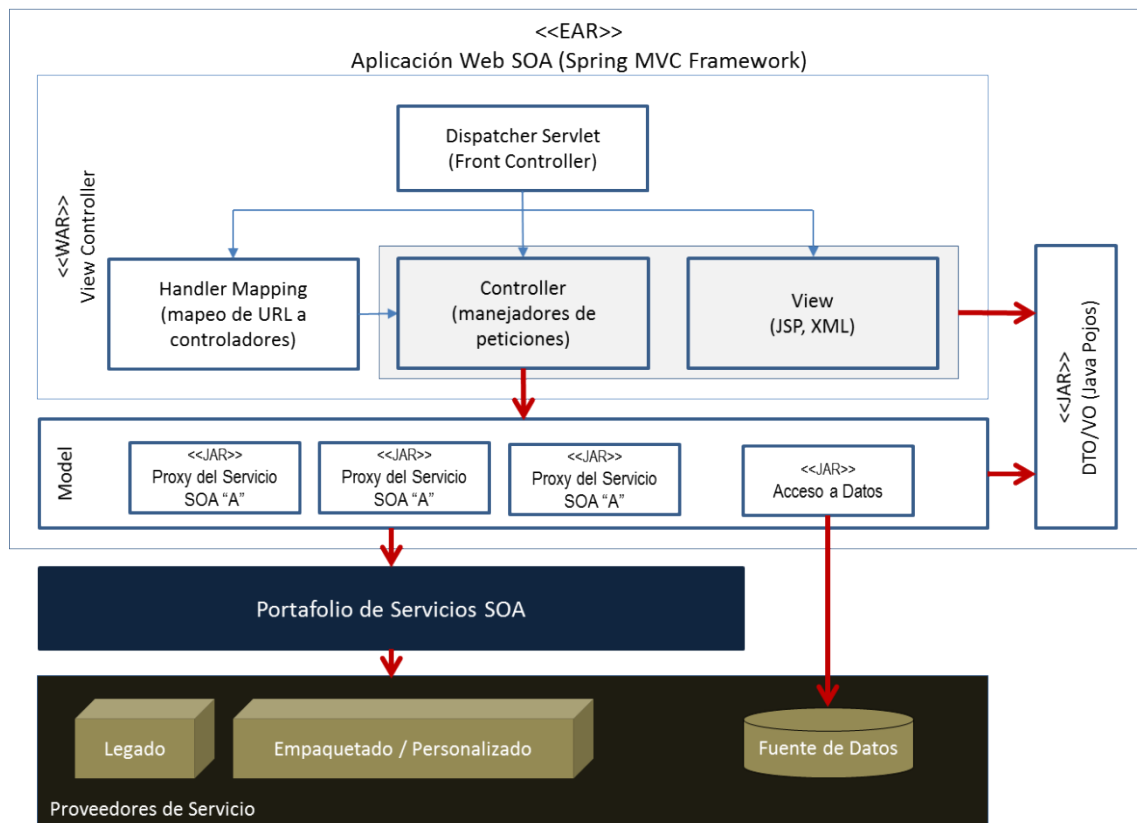 <<EAR>>
Aplicación Web SOA (Spring MVC Framework)
<<WAR>>
View Controller
Dispatcher Servlet
(Front Controller)
Handler Mapping
(mapeo de URL a
controladores)
Controller
(manejadores de
peticiones)
View
(JSP, XML)
<<JAR>>
DTO/VO (Java Pojos)
Model
<<JAR>>
Proxy del Servicio
SOA “A”
<<JAR>>
Proxy del Servicio
SOA “A”
<<JAR>>
Proxy del Servicio
SOA “A”
<<JAR>>
Acceso a Datos
Portafolio de Servicios SOA
Legado
Empaquetado / Personalizado
Fuente de Datos
Proveedores de Servicio